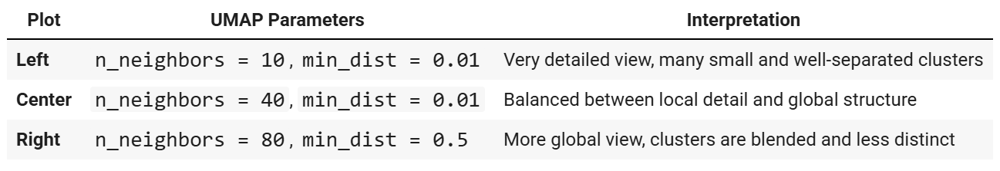 Plot UMAP Parameters Interpretation
Left n_neighbors = 10, min_dist = 0.01 Very detailed view, many small and well-separated clusters
Center n_neighbors = 40, min_dist = 0.01 Balanced between local detail and global structure
Right n_neighbors = 80, min_dist = 0.5 More global view, clusters are blended and less distinct